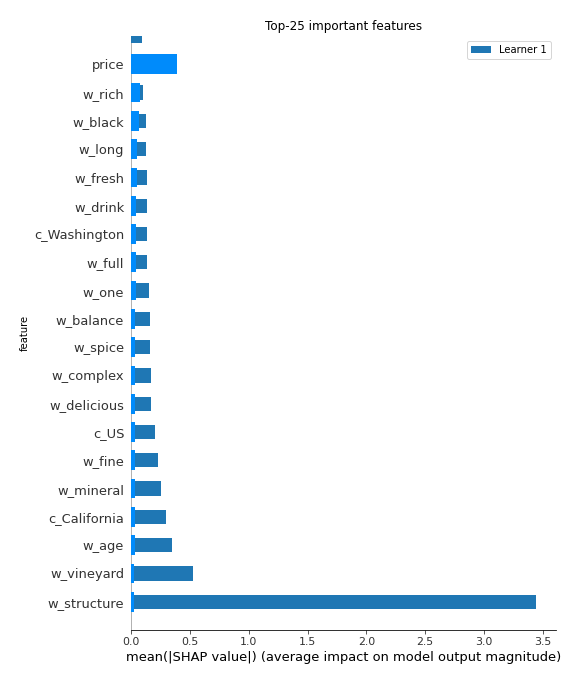 Top-25 important features
Learner 1
price
w_rich
w_black
w_long
w_fresh
w_drink
c_Washington
w_full
w_one
w_balance
w_spice
w_complex
w_delicious
c_US
w_fine
w_mineral
c_California
w_age
w_vineyard
w_structure
feature
0.0 0.5 1.0 1.5 2.0 2.5 3.0 3.5
mean(|SHAP value|) (average impact on model output magnitude)